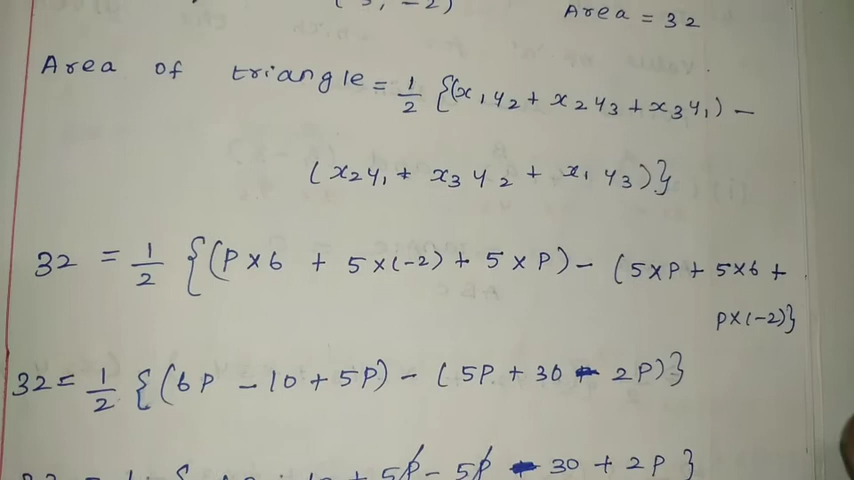 , -2)
Area = 32
Area of triangle = 1/2 {(x₁y₂ + x₂y₃ + x₃y₁) -
(x₂y₁ + x₃y₂ + x₁y₃)}
32 = 1/2 {(P×6 + 5×(-2) + 5×P) - (5×P + 5×6 +
P×(-2)}
32 = 1/2 {(6P - 10 + 5P) - (5P + 30 - 2P)}
+ 5P - 5P - 30 + 2P}